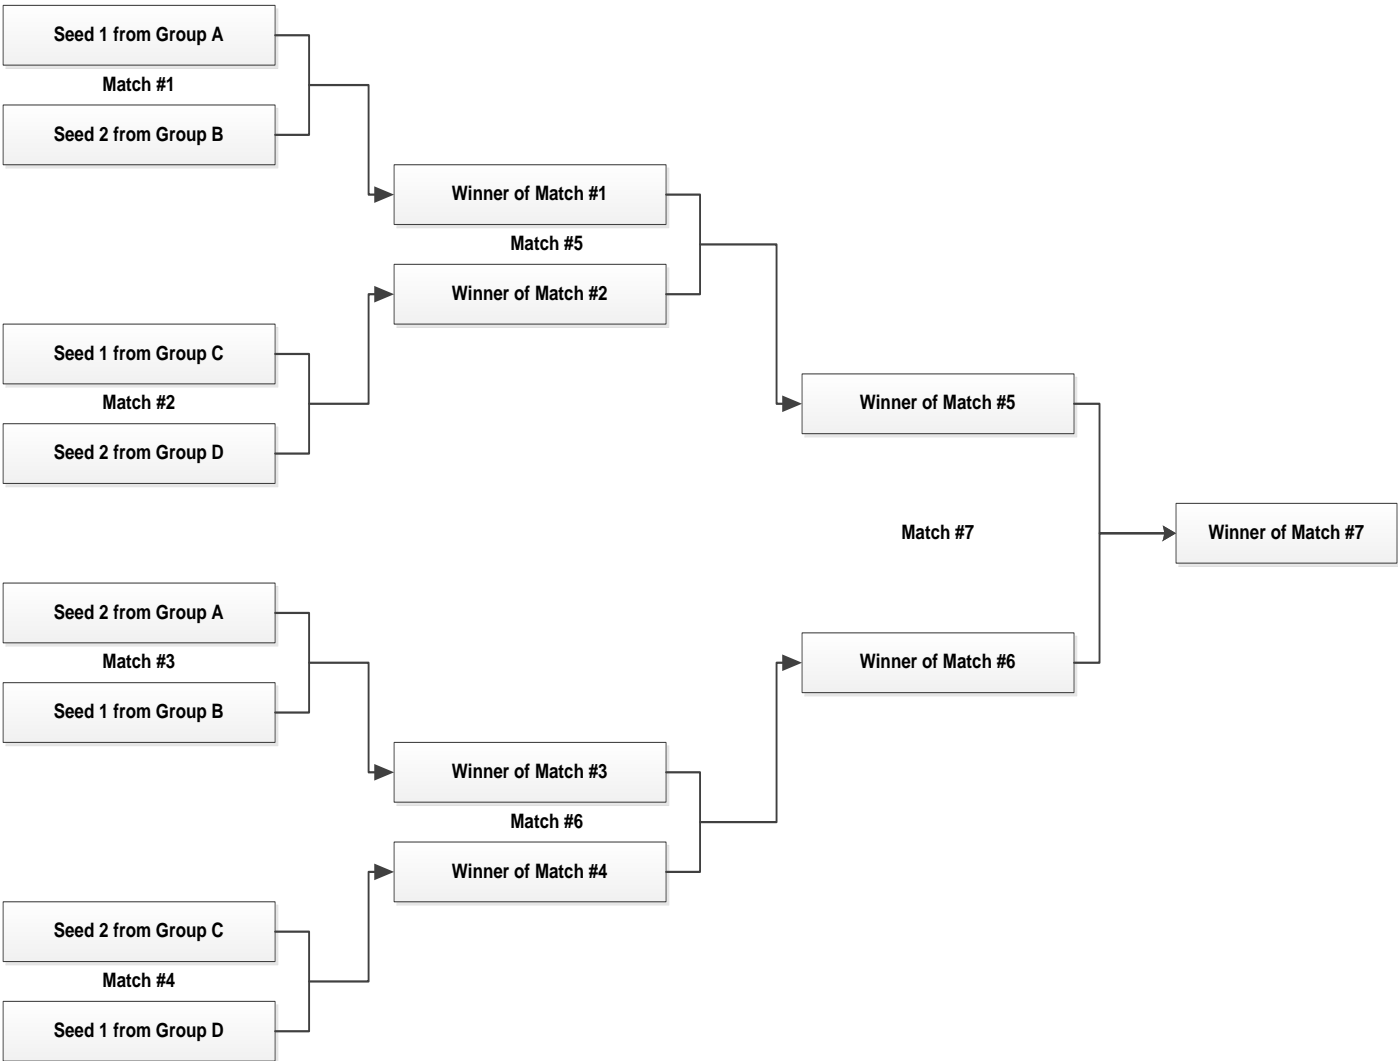 Seed 1 from Group A
Match #1
Seed 2 from Group B
Winner of Match #1
Match #5
Winner of Match #2
Seed 1 from Group C
Match #2
Seed 2 from Group D
Winner of Match #5
Match #7
Winner of Match #7
Seed 2 from Group A
Match #3
Seed 1 from Group B
Winner of Match #6
Winner of Match #3
Match #6
Winner of Match #4
Seed 2 from Group C
Match #4
Seed 1 from Group D